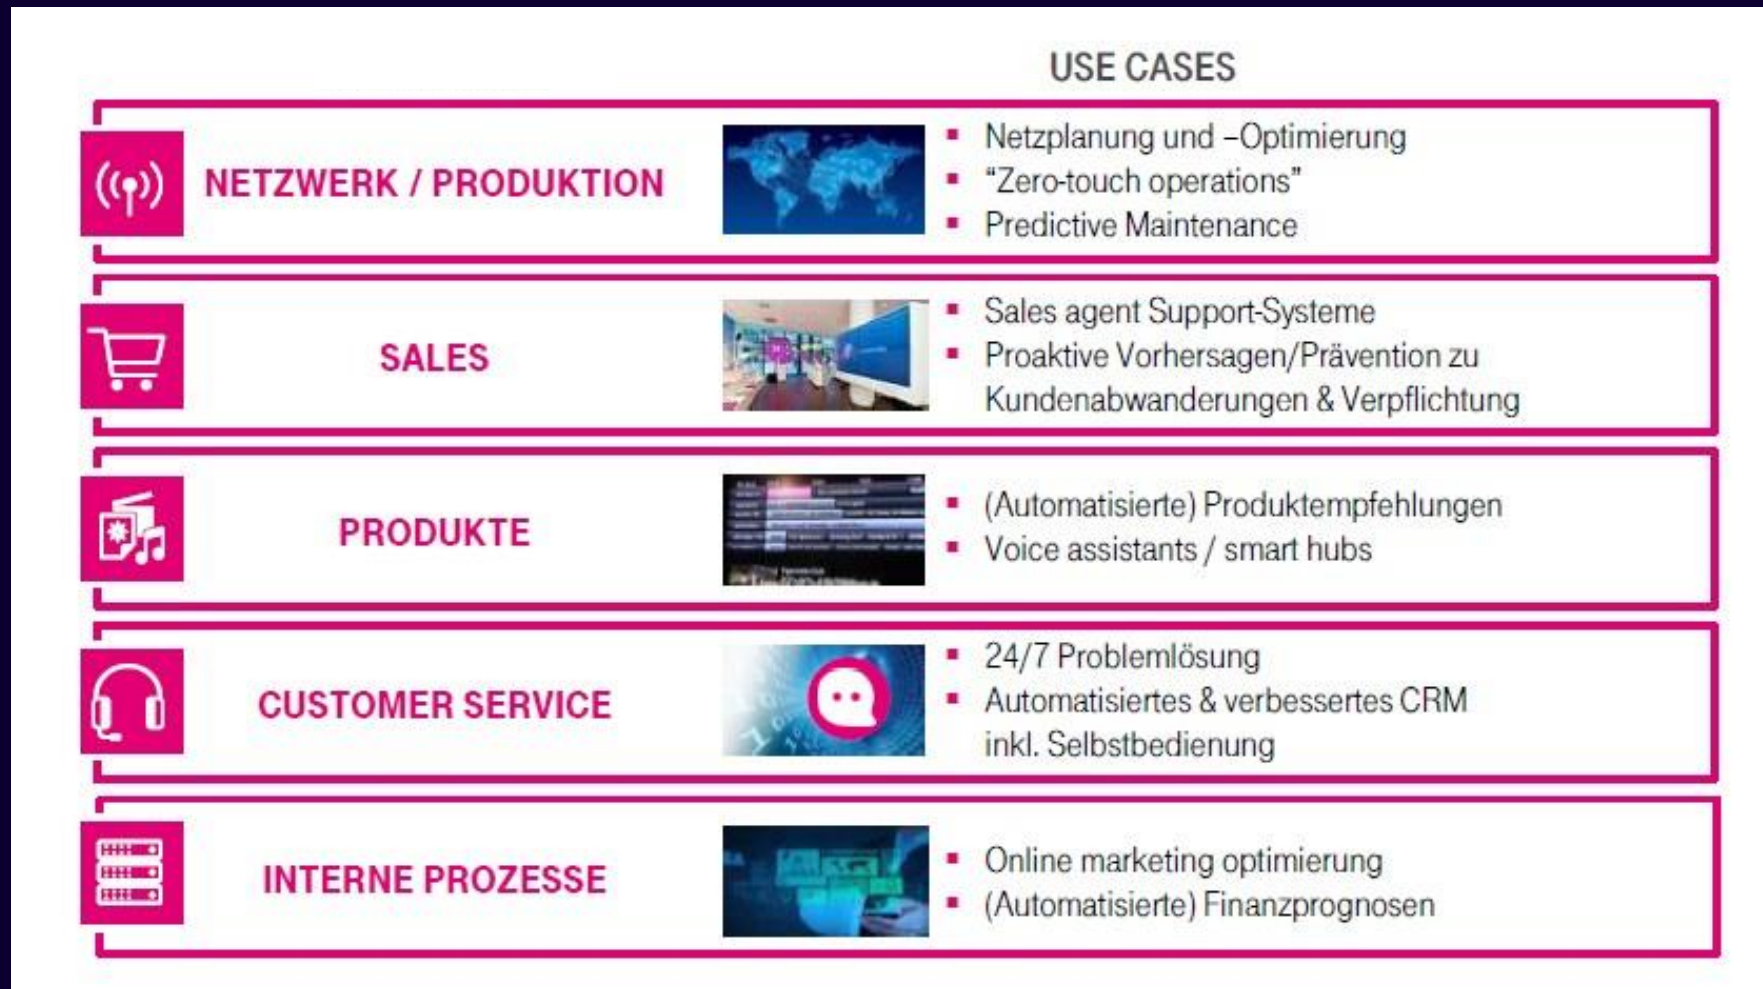 USE CASES
NETZWERK / PRODUKTION
▪ Netzplanung und –Optimierung
▪ “Zero-touch operations”
▪ Predictive Maintenance
SALES
▪ Sales agent Support-Systeme
▪ Proaktive Vorhersagen/Prävention zu
Kundenabwanderungen & Verpflichtung
PRODUKTE
▪ (Automatisierte) Produktempfehlungen
▪ Voice assistants / smart hubs
CUSTOMER SERVICE
▪ 24/7 Problemlösung
▪ Automatisiertes & verbessertes CRM
inkl. Selbstbedienung
INTERNE PROZESSE
▪ Online marketing optimierung
▪ (Automatisierte) Finanzprognosen